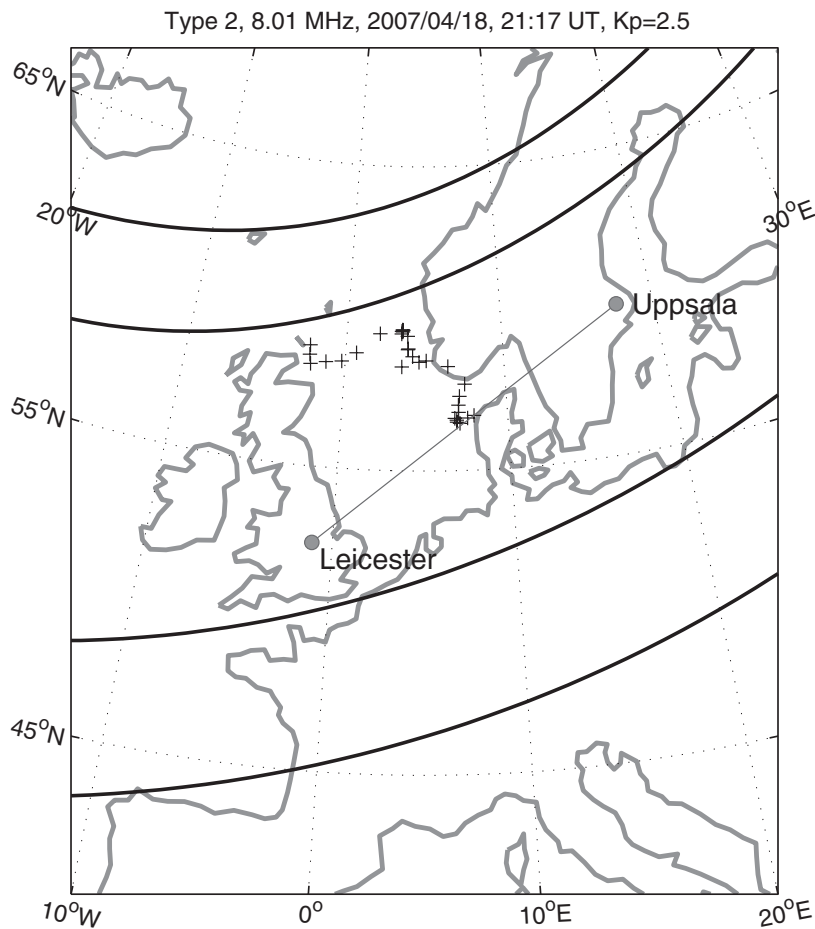 Type 2, 8.01 MHz, 2007/04/18, 21:17 UT, Kp=2.5
65°N
20°W
30°E
Uppsala
55°N
Leicester
45°N
10°W
0°
10°E
20°E